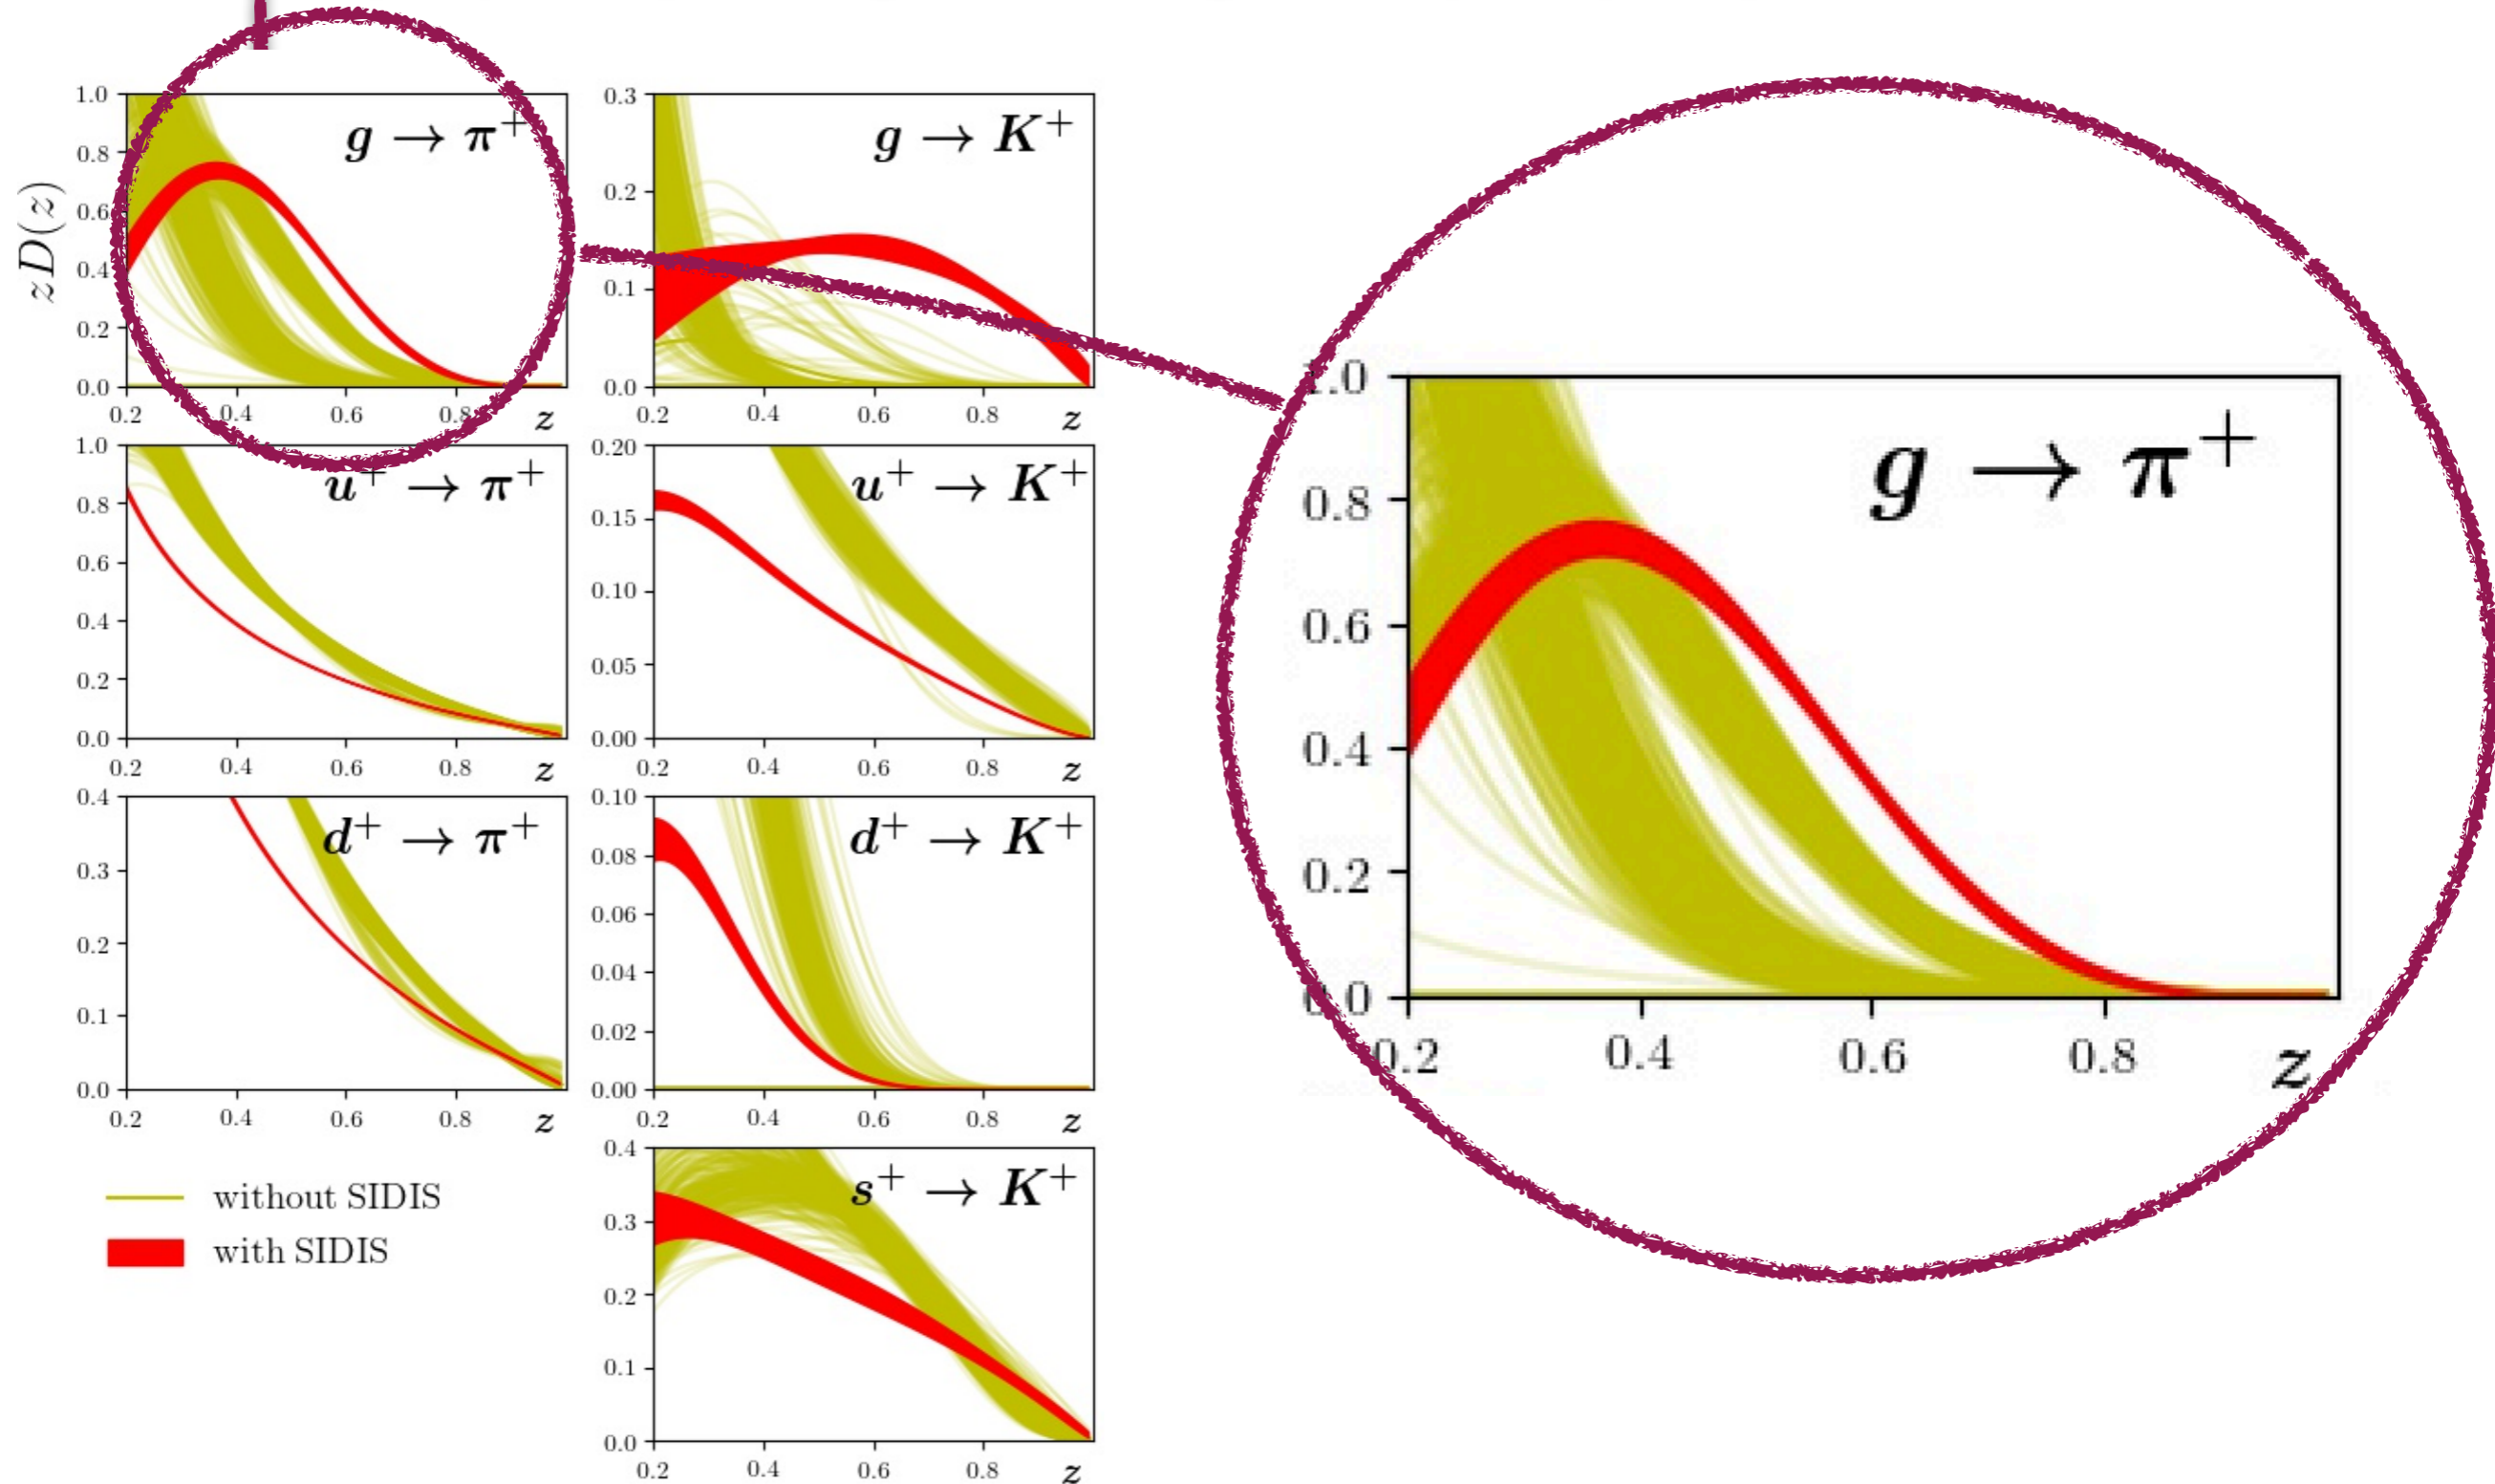 zD(z)
1.0
0.8
0.6
0.4
0.2
0.0
0.2 0.4 0.6 0.8 z
g → π⁺
0.3
0.2
0.1
0.0
0.2 0.4 0.6 0.8 z
g → K⁺
1.0
0.8
0.6
0.4
0.2
0.0
0.2 0.4 0.6 0.8 z
u⁺ → π⁺
0.20
0.15
0.10
0.05
0.00
0.2 0.4 0.6 0.8 z
u⁺ → K⁺
0.4
0.3
0.2
0.1
0.0
0.2 0.4 0.6 0.8 z
d⁺ → π⁺
0.10
0.08
0.06
0.04
0.02
0.00
0.2 0.4 0.6 0.8 z
d⁺ → K⁺
without SIDIS
with SIDIS
0.4
0.3
0.2
0.1
0.0
0.2 0.4 0.6 0.8 z
s⁺ → K⁺
1.0
0.8
0.6
0.4
0.2
0.0
0.2 0.4 0.6 0.8 z
g → π⁺